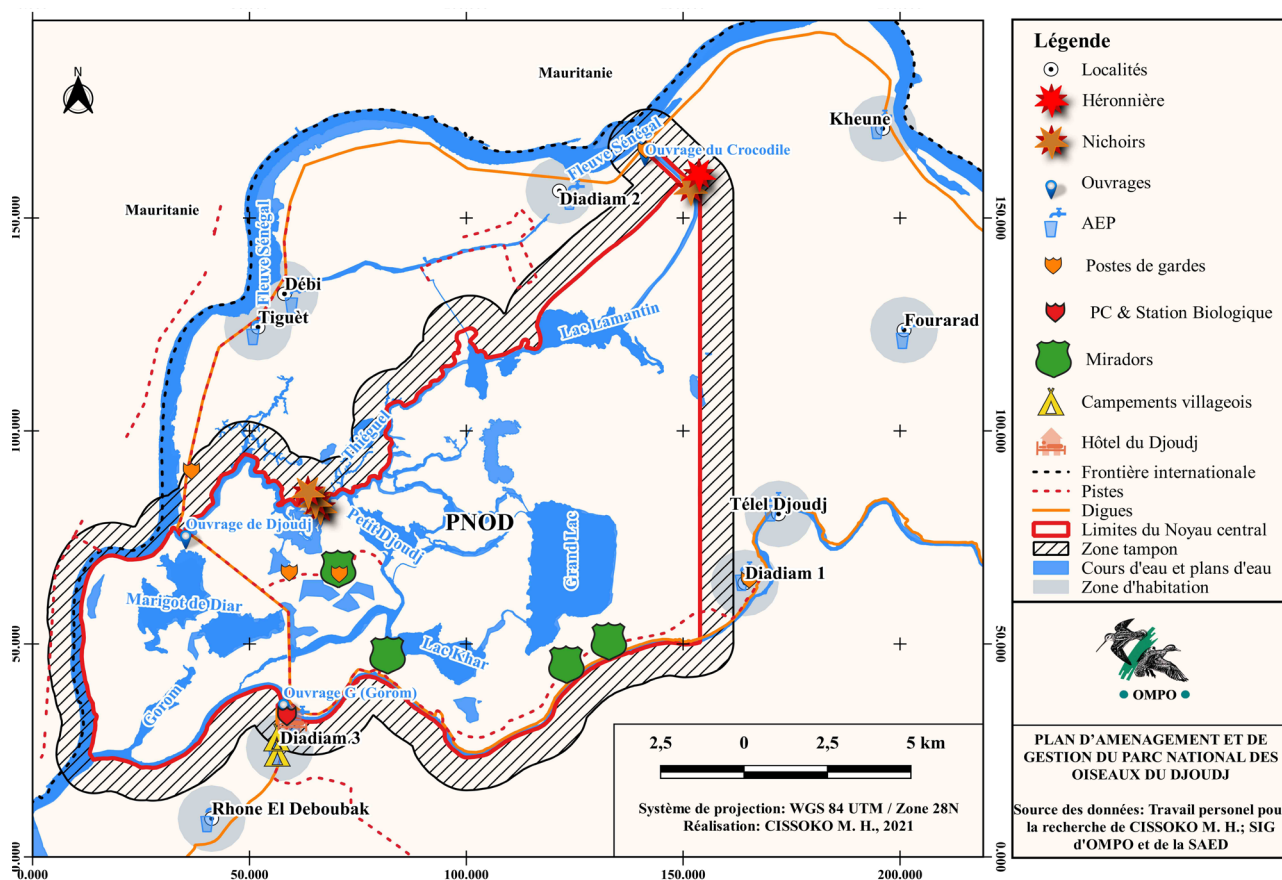 N
Mauritanie
Kheune
Fleuve Sénégal
Ouvrage du Crocodile
Diadiam 2
Mauritanie
Fleuve Sénégal
Débi
Tiguet
Lac Lamantin
Fourarad
Thiéguel
Ouvrage de Djoudj
Petit Djoudj
PNOD
Grand Lac
Télel Djoudj
Diadiam 1
Marigot de Diar
Lac Khar
Gorom
Ouvrage G (Gorom)
Diadiam 3
Rhone El Deboubak
2,5 0 2,5 5 km
Système de projection: WGS 84 UTM / Zone 28N
Réalisation: CISSOKO M. H., 2021
150.000
100.000
50.000
0.000
150.000
100.000
50.000
0.000
0.000 50.000 100.000 150.000 200.000
Légende
Localités
Héronnière
Nichoirs
Ouvrages
AEP
Postes de gardes
PC & Station Biologique
Miradors
Campements villageois
Hôtel du Djoudj
Frontière internationale
Pistes
Digues
Limites du Noyau central
Zone tampon
Cours d'eau et plans d'eau
Zone d'habitation
OMPO
PLAN D'AMENAGEMENT ET DE
GESTION DU PARC NATIONAL DES
OISEAUX DU DJOUDJ
Source des données: Travail personel pou
la recherche de CISSOKO M. H.; SIG
d'OMPO et de la SAED